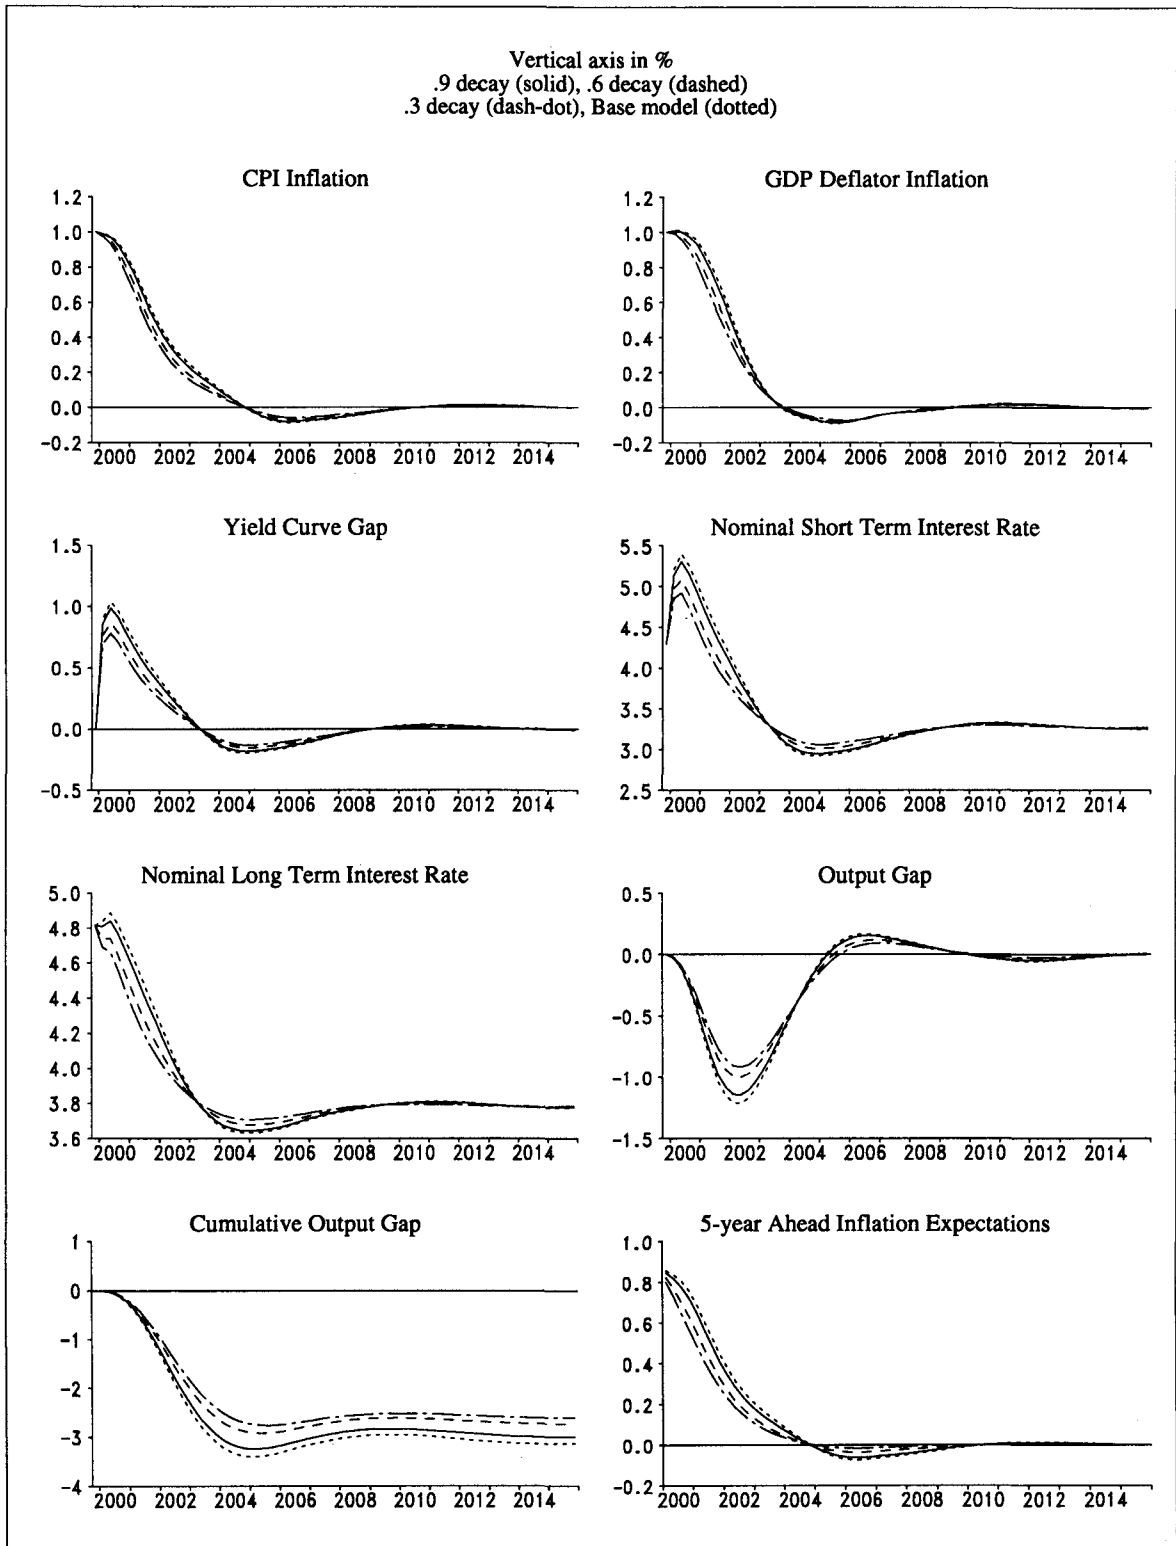 Vertical axis in %
.9 decay (solid), .6 decay (dashed)
.3 decay (dash-dot), Base model (dotted)
CPI Inflation
1.2
1.0
0.8
0.6
0.4
0.2
0.0
-0.2
2000 2002 2004 2006 2008 2010 2012 2014
GDP Deflator Inflation
1.2
1.0
0.8
0.6
0.4
0.2
0.0
-0.2
2000 2002 2004 2006 2008 2010 2012 2014
Yield Curve Gap
1.5
1.0
0.5
0.0
-0.5
2000 2002 2004 2006 2008 2010 2012 2014
Nominal Short Term Interest Rate
5.5
5.0
4.5
4.0
3.5
3.0
2.5
2000 2002 2004 2006 2008 2010 2012 2014
Nominal Long Term Interest Rate
5.0
4.8
4.6
4.4
4.2
4.0
3.8
3.6
2000 2002 2004 2006 2008 2010 2012 2014
Output Gap
0.5
0.0
-0.5
-1.0
-1.5
2000 2002 2004 2006 2008 2010 2012 2014
Cumulative Output Gap
1
0
-1
-2
-3
-4
2000 2002 2004 2006 2008 2010 2012 2014
5-year Ahead Inflation Expectations
1.0
0.8
0.6
0.4
0.2
0.0
-0.2
2000 2002 2004 2006 2008 2010 2012 2014